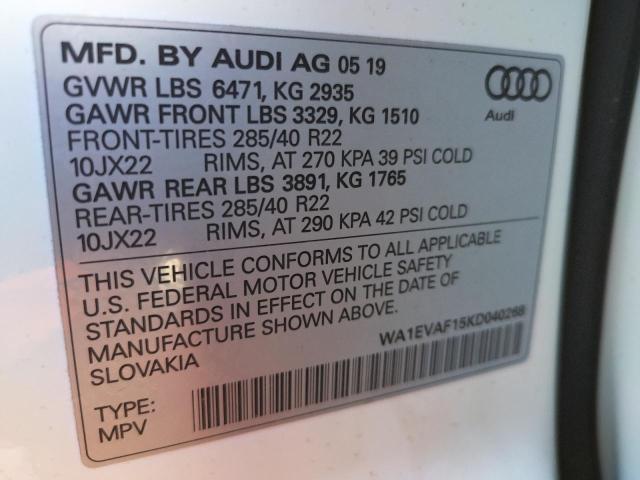 MFD. BY AUDI AG 05 19
GVWR LBS 6471, KG 2935
GAWR FRONT LBS 3329, KG 1510
FRONT-TIRES 285/40 R22
10JX22 RIMS, AT 270 KPA 39 PSI COLD
GAWR REAR LBS 3891, KG 1765
REAR-TIRES 285/40 R22
10JX22 RIMS, AT 290 KPA 42 PSI COLD
Audi
THIS VEHICLE CONFORMS TO ALL APPLICABLE
U.S. FEDERAL MOTOR VEHICLE SAFETY
STANDARDS IN EFFECT ON THE DATE OF
MANUFACTURE SHOWN ABOVE.
SLOVAKIA
WA1EVAF15KD040268
TYPE:
MPV